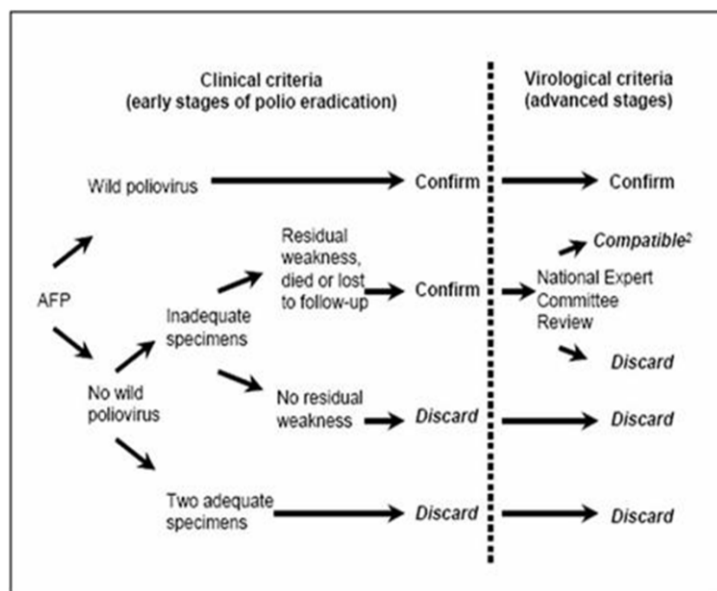 Clinical criteria
(early stages of polio eradication)
Virological criteria
(advanced stages)
Wild poliovirus
Confirm
Confirm
Residual
weakness,
died or lost
to follow-up
Confirm
Compatible²
National Expert
Committee
Review
Discard
AFP
Inadequate
specimens
No wild
poliovirus
No residual
weakness
Discard
Discard
Two adequate
specimens
Discard
Discard